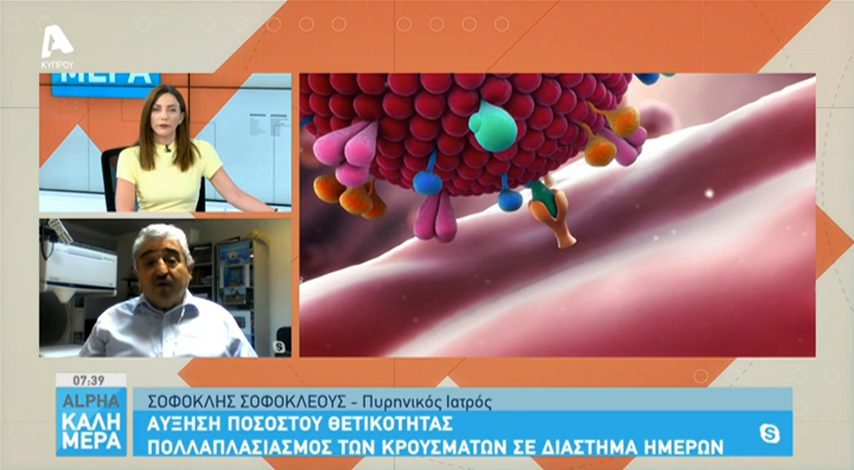 ΚΥΠΡΟΥ
ΜΕΡΑ
07:39
ALPHA
ΚΑΛΗ
ΜΕΡΑ
ΣΟΦΟΚΛΗΣ ΣΟΦΟΚΛΕΟΥΣ - Πυρηνικός Ιατρός
ΑΥΞΗΣΗ ΠΟΣΟΣΤΟΥ ΘΕΤΙΚΟΤΗΤΑΣ
ΠΟΛΛΑΠΛΑΣΙΑΣΜΟΣ ΤΩΝ ΚΡΟΥΣΜΑΤΩΝ ΣΕ ΔΙΑΣΤΗΜΑ ΗΜΕΡΩΝ